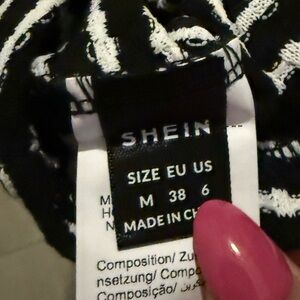 SHEIN
SIZE EU US
M 38 6
MADE IN CH
Composition/ Zu
nsetzung/ Compo
Composição/